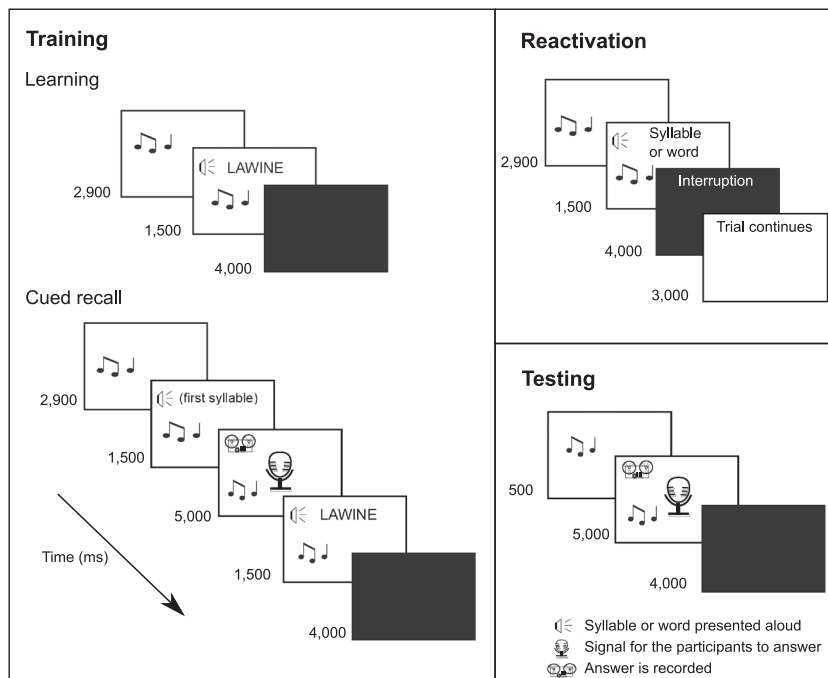 Training
Learning
2,900
LAWINE
1,500
4,000
Cued recall
2,900
(first syllable)
1,500
5,000
LAWINE
1,500
4,000
Time (ms)
Reactivation
2,900
Syllable
or word
1,500
Interruption
4,000
Trial continues
3,000
Testing
500
5,000
4,000
Syllable or word presented aloud
Signal for the participants to answer
Answer is recorded